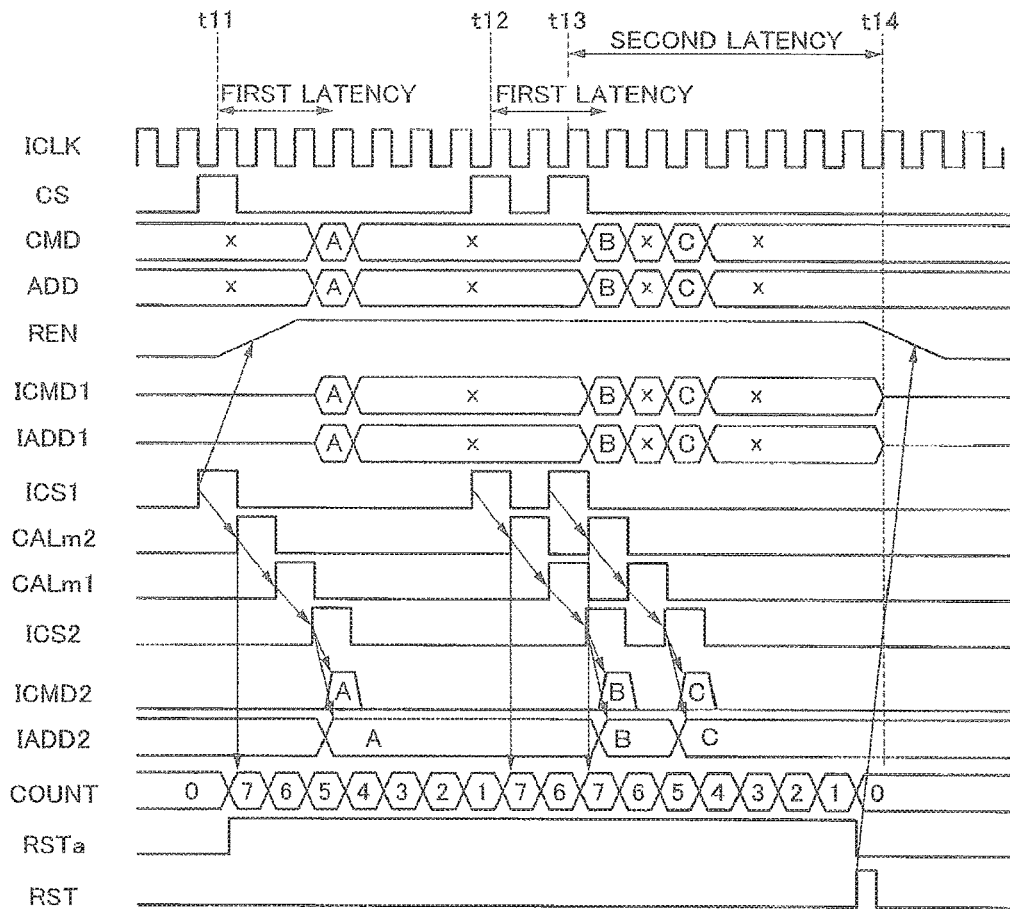 t11 t12 t13 t14
SECOND LATENCY
FIRST LATENCY FIRST LATENCY
ICLK
CS
CMD x A x B x C x
ADD x A x B x C x
REN
ICMD1 A x B x C x
IADD1 A x B x C x
ICS1
CALm2
CALm1
ICS2
ICMD2 A B C
IADD2 A B C
COUNT 0 7 6 5 4 3 2 1 7 6 7 6 5 4 3 2 1 0
RSTa
RST